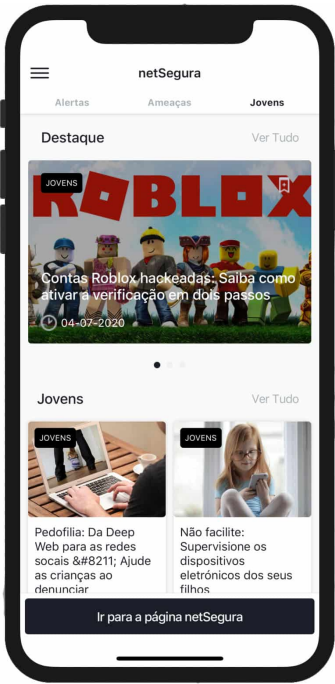 netSegura
Alertas Ameaças Jovens
Destaque Ver Tudo
ROBLOX
JOVENS
Contas Roblox hackeadas: Saiba como
ativar a verificação em dois passos
04-07-2020
Jovens Ver Tudo
JOVENS JOVENS
Pedofilia: Da Deep
Web para as redes
socais &#8211; Ajude
as crianças ao
denunciar
Não facilite:
Supervisione os
dispositivos
eletrónicos dos seus
filhos
Ir para a página netSegura